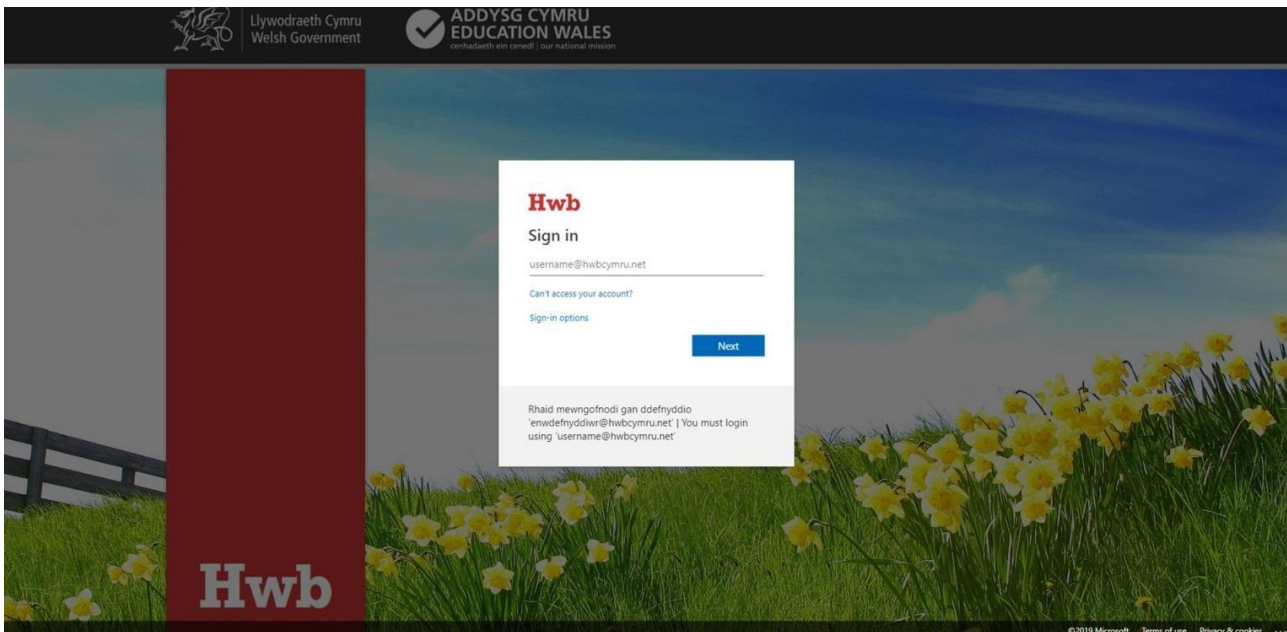 Llywodraeth Cymru
Welsh Government
ADDYSG CYMRU
EDUCATION WALES
cenhadaeth ein cenedl | our national mission
Hwb
Sign in
username@hwbcymru.net
Can't access your account?
Sign-in options
Next
Rhaid mewngofnodi gan ddefnyddio
'enwdefnyddiwr@hwbcymru.net' | You must login
using 'username@hwbcymru.net'
Hwb
©2019 Microsoft Terms of use Privacy & cookies